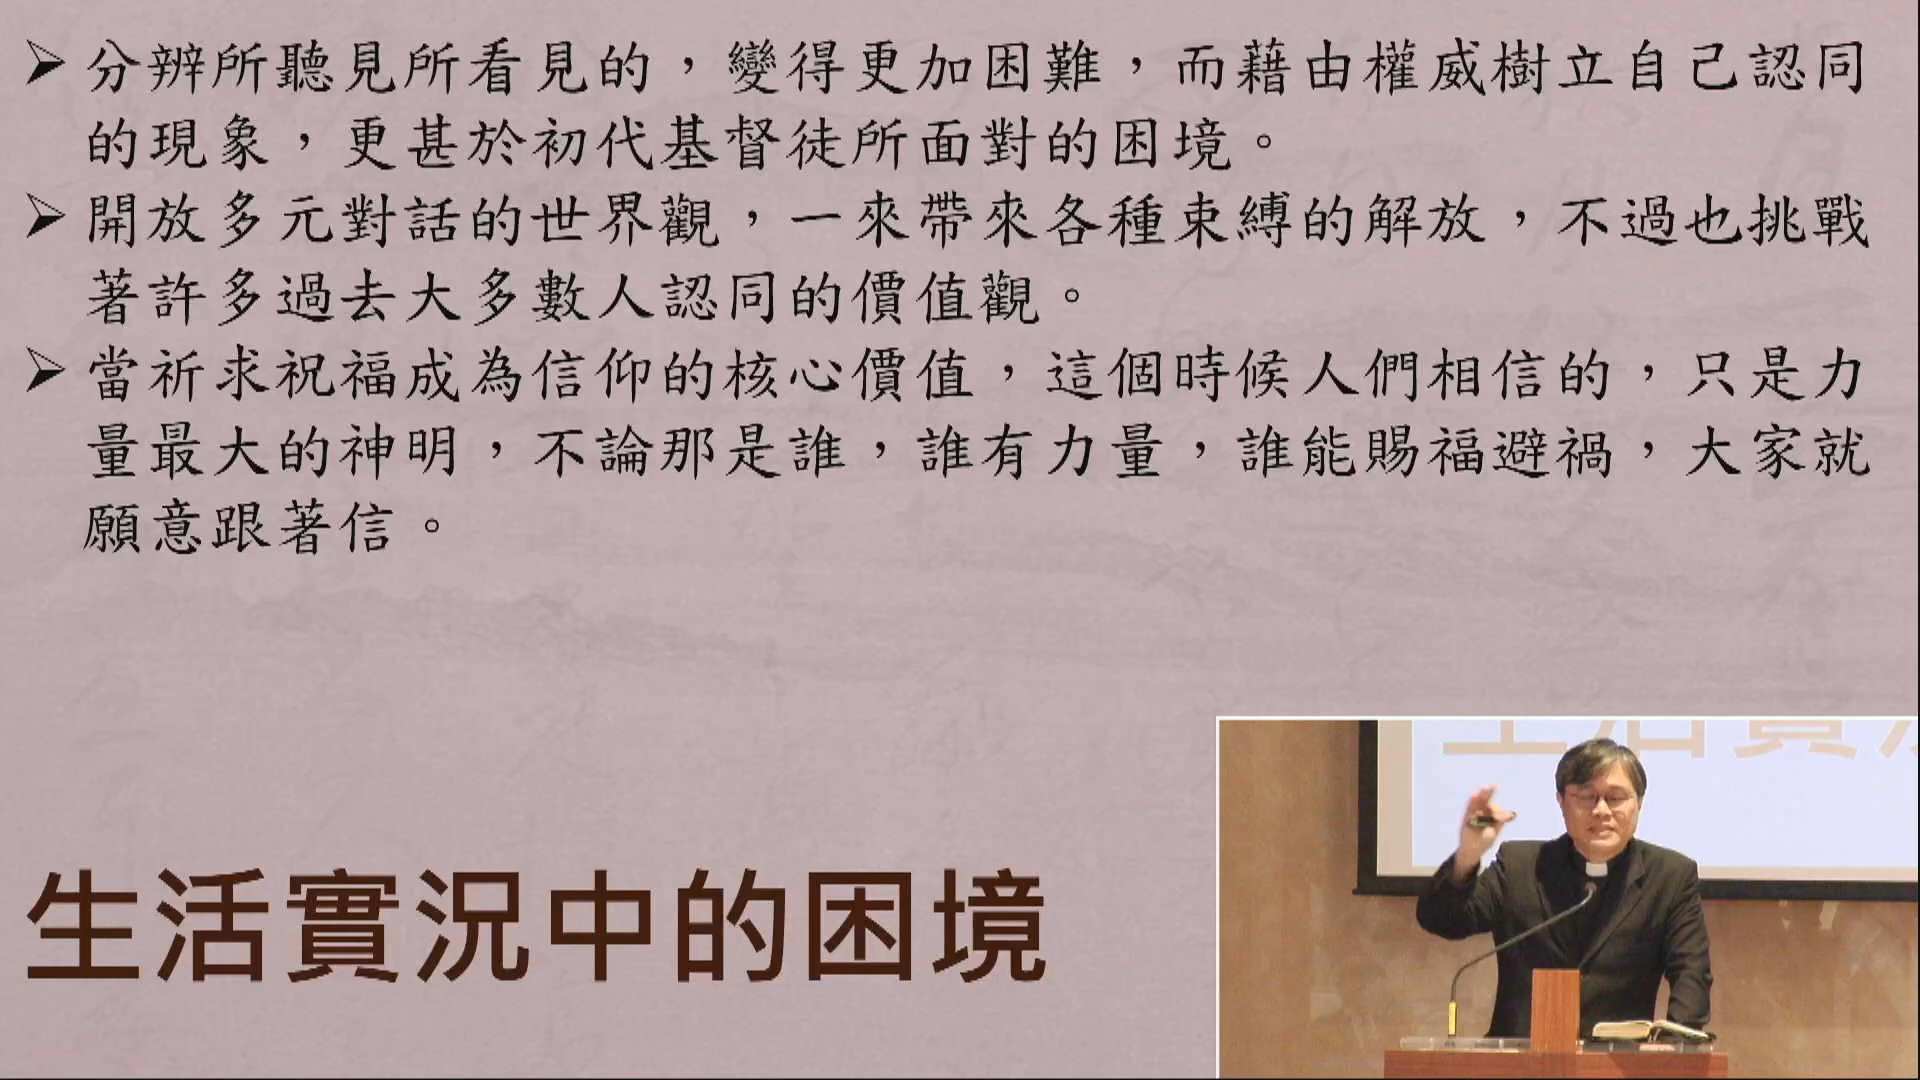 ➢ 分辨所聽見所看見的，變得更加困難，而藉由權威樹立自己認同
的現象，更甚於初代基督徒所面對的困境。
➢ 開放多元對話的世界觀，一來帶來各種束縛的解放，不過也挑戰
著許多過去大多數人認同的價值觀。
➢ 當祈求祝福成為信仰的核心價值，這個時候人們相信的，只是力
量最大的神明，不論那是誰，誰有力量，誰能賜福避禍，大家就
願意跟著信。
生活實況中的困境
生活實